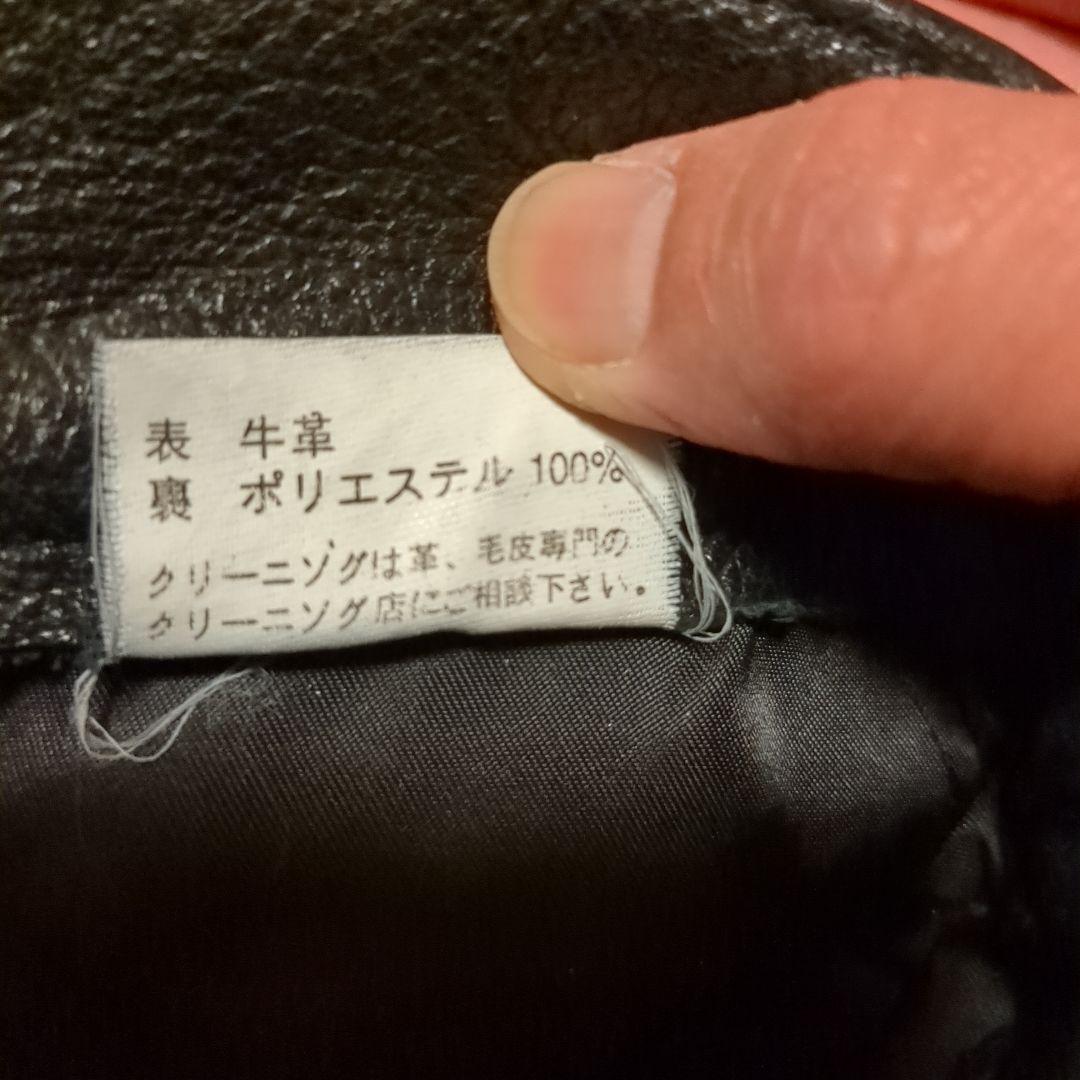 表 牛革
裏 ポリエステル 100%
クリーニングは革、毛皮専門の
クリーニング店にご相談下さい。